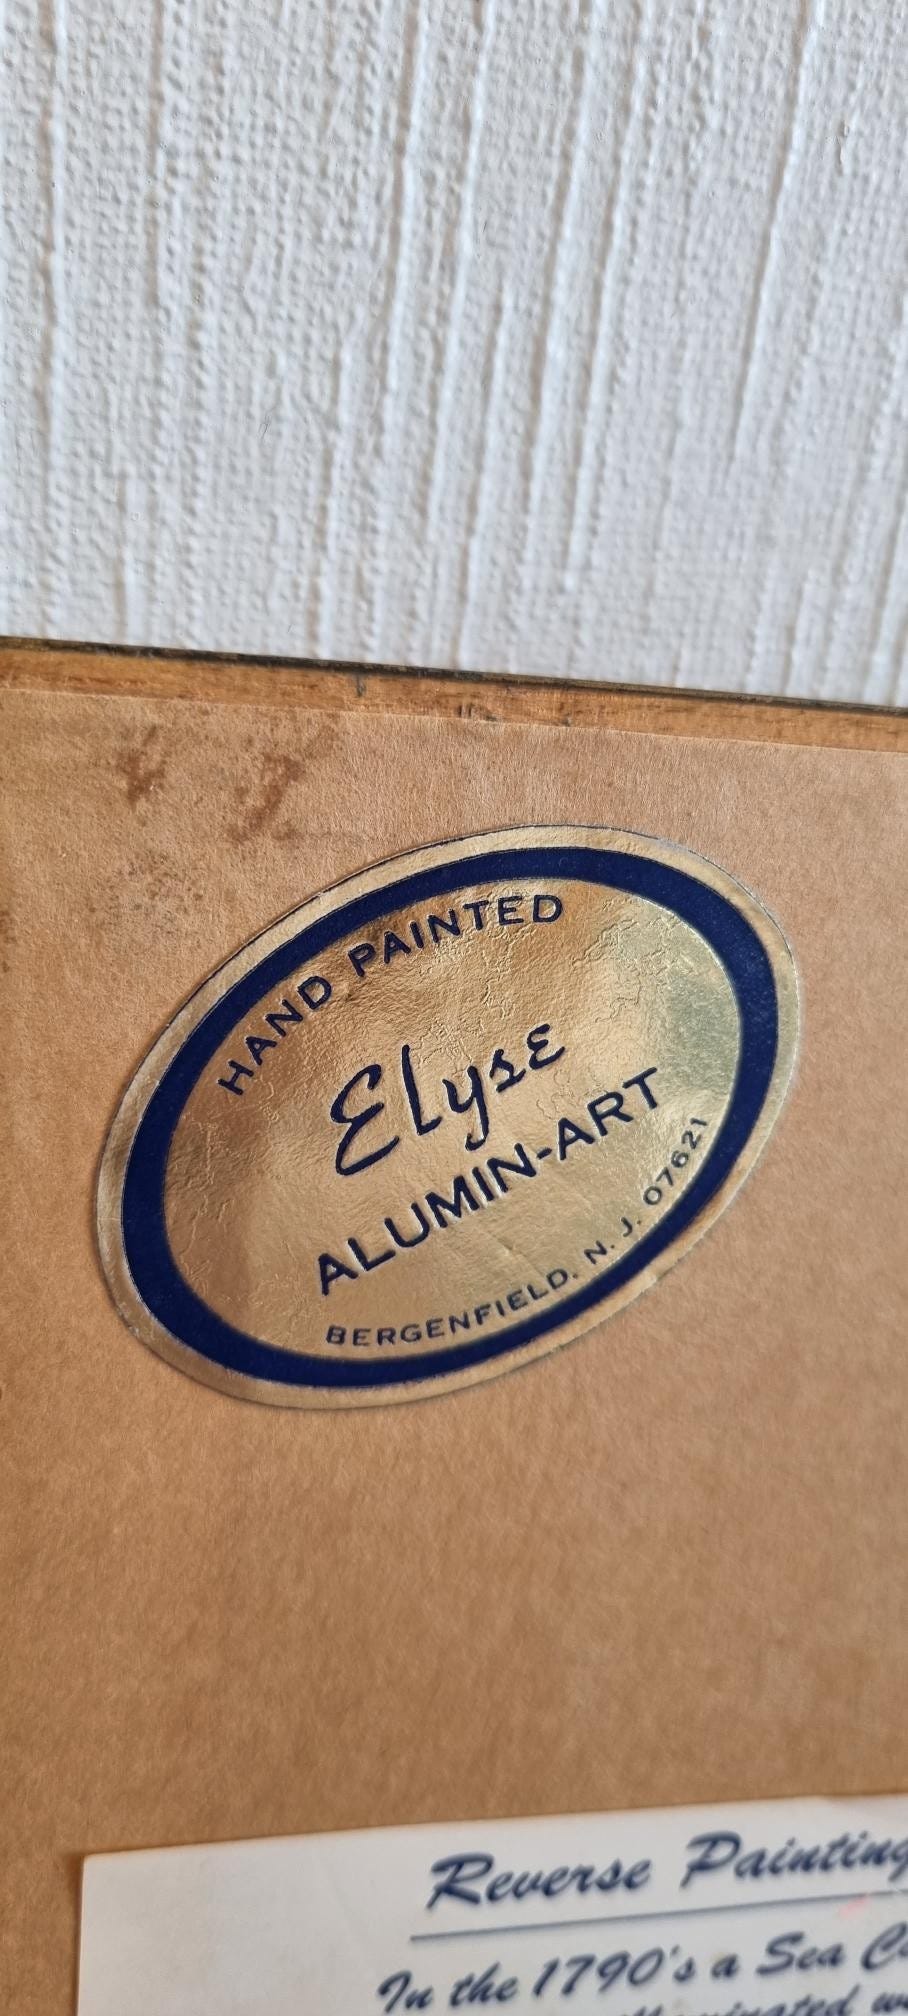 HAND PAINTED
Elyse
ALUMIN-ART
BERGENFIELD, N. J. 07621
Reverse Painting
In the 1790's a Sea